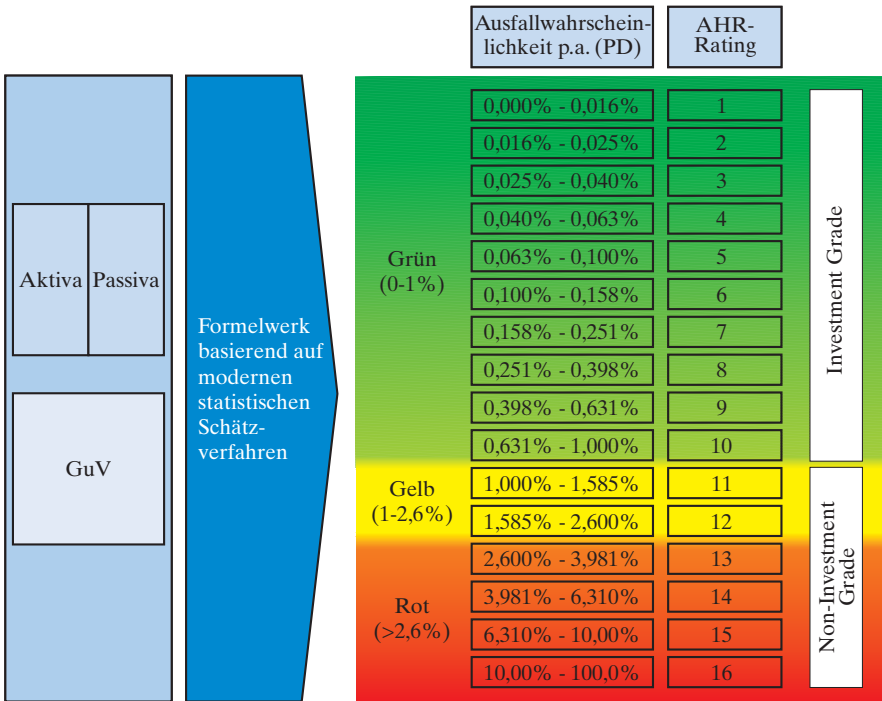 Ausfallwahrschein-
lichkeit p.a. (PD)
AHR-
Rating
Aktiva
Passiva
GuV
Formelwerk
basierend auf
modernen
statistischen
Schätz-
verfahren
Grün
(0-1%)
0,000% - 0,016% 1
0,016% - 0,025% 2
0,025% - 0,040% 3
0,040% - 0,063% 4
0,063% - 0,100% 5
0,100% - 0,158% 6
0,158% - 0,251% 7
0,251% - 0,398% 8
0,398% - 0,631% 9
0,631% - 1,000% 10
Investment Grade
Gelb
(1-2,6%)
1,000% - 1,585% 11
1,585% - 2,600% 12
Rot
(>2,6%)
2,600% - 3,981% 13
3,981% - 6,310% 14
6,310% - 10,00% 15
10,00% - 100,0% 16
Non-Investment
Grade